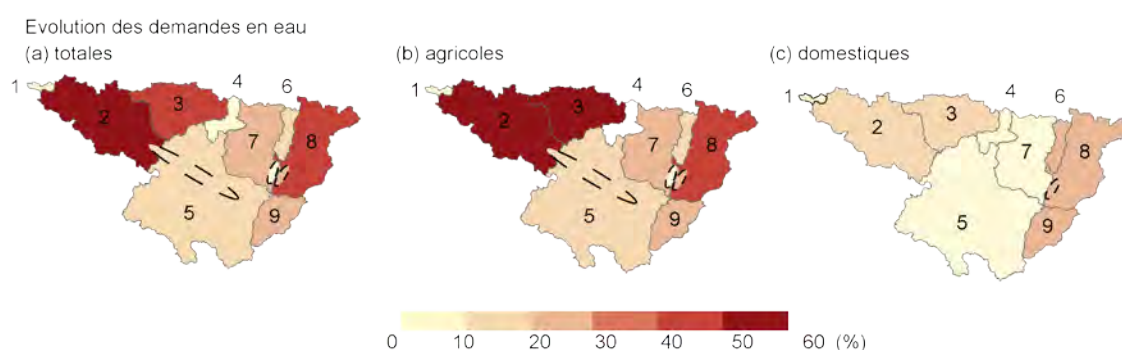 Evolution des demandes en eau
(a) totales (b) agricoles (c) domestiques
1 2 3 4 5 6 7 8 9
1 2 3 4 5 6 7 8 9
1 2 3 4 5 6 7 8 9
0 10 20 30 40 50 60 (%)